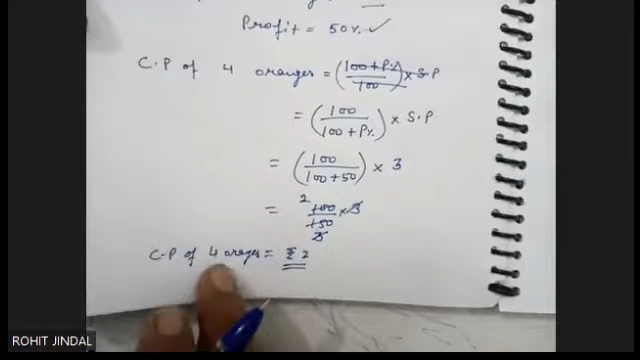 Profit = 50% ✓
C.P of 4 oranges = (100 + P% / 100) × S.P
= (100 / 100 + P%) × S.P
= (100 / 100 + 50) × 3
= 2 100 / 150 3 × 3
C.P of 4 oranges = ₹ 2
ROHIT JINDAL